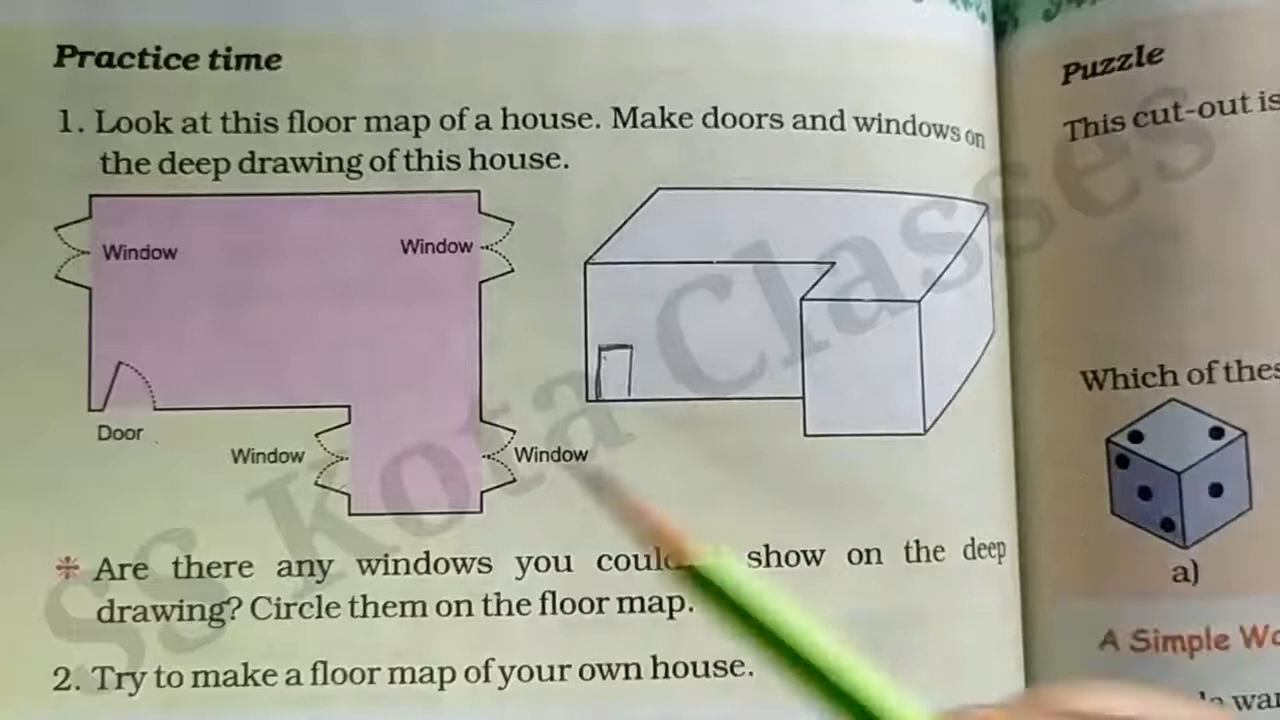 Practice time
1. Look at this floor map of a house. Make doors and windows on
the deep drawing of this house.
Window
Window
Door
Window
Window
Are there any windows you could show on the deep
drawing? Circle them on the floor map.
2. Try to make a floor map of your own house.
SS Kota Classes
Puzzle
This cut-out is
Which of thes
a)
A Simple Wo